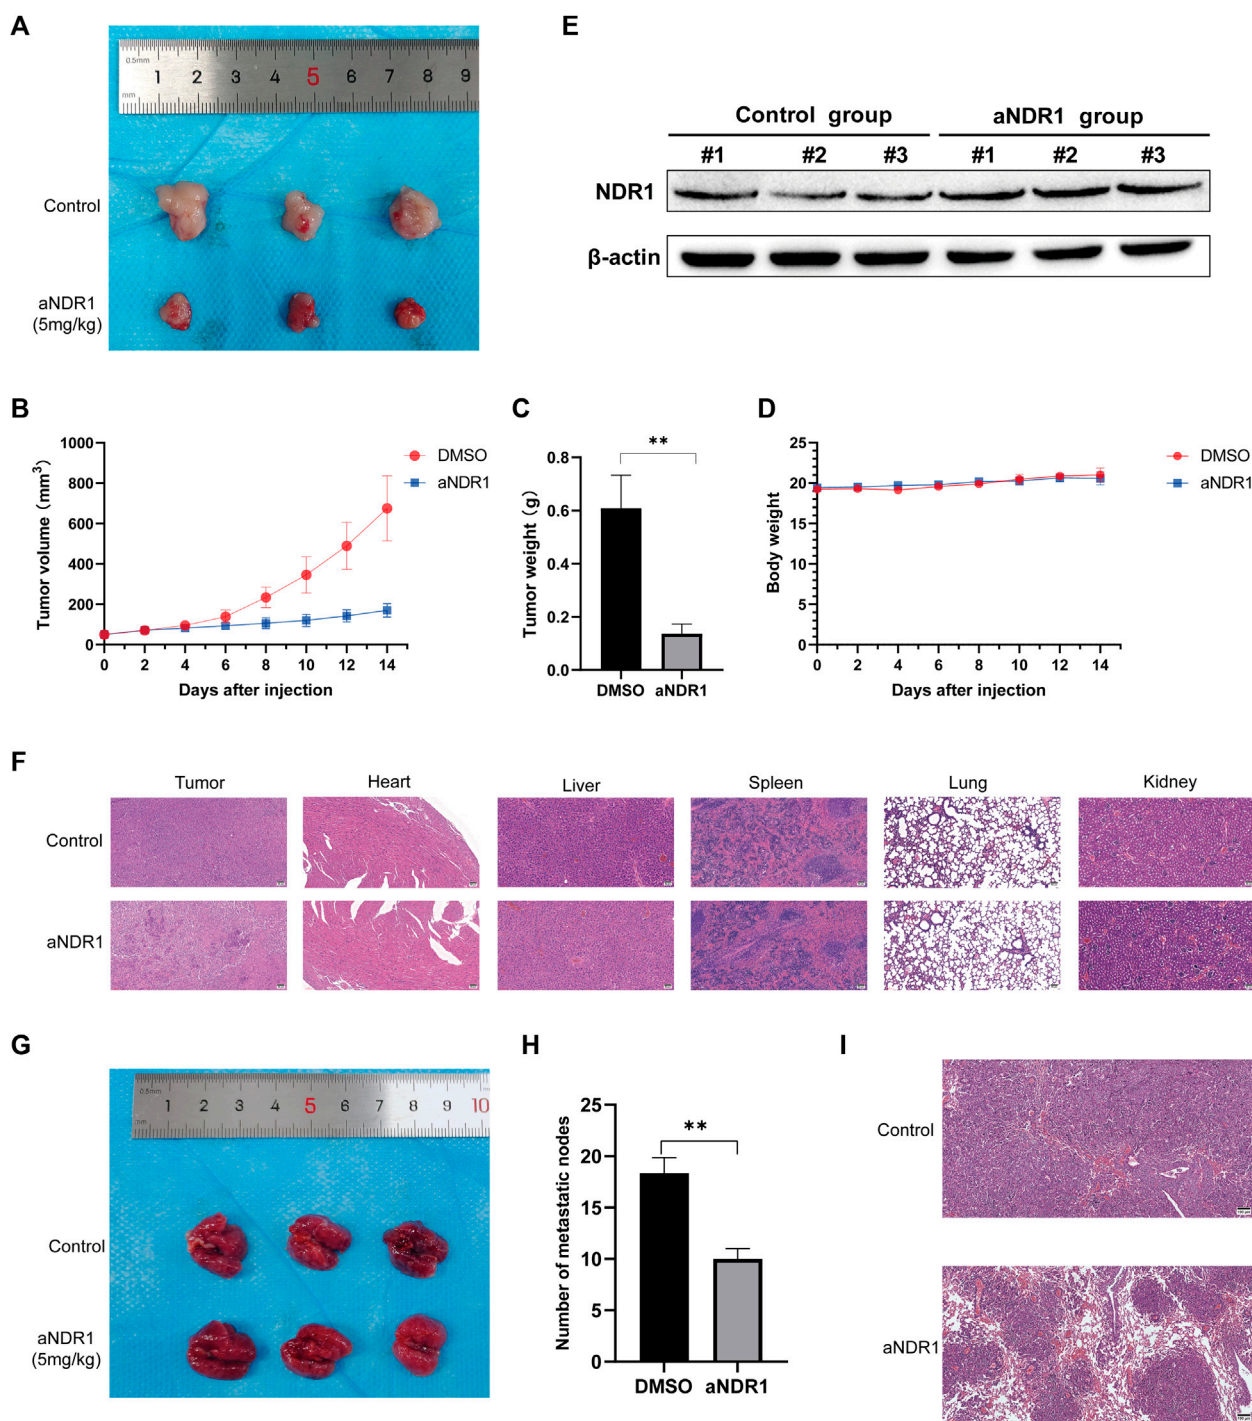 A
0.5mm
1 2 3 4 5 6 7 8 9
mm
Control
aNDR1
(5mg/kg)
E
Control group aNDR1 group
#1 #2 #3 #1 #2 #3
NDR1
β-actin
B
Tumor volume (mm³)
1000
800
600
400
200
0
0 2 4 6 8 10 12 14
Days after injection
DMSO
aNDR1
C
**
Tumor weight (g)
0.8
0.6
0.4
0.2
0.0
DMSO aNDR1
D
Body weight
25
20
15
10
5
0
0 2 4 6 8 10 12 14
Days after injection
DMSO
aNDR1
F
Tumor Heart Liver Spleen Lung Kidney
Control
aNDR1
G
0.5mm
1 2 3 4 5 6 7 8 9 10
mm
Control
aNDR1
(5mg/kg)
H
**
Number of metastatic nodes
25
20
15
10
5
0
DMSO aNDR1
I
Control
aNDR1